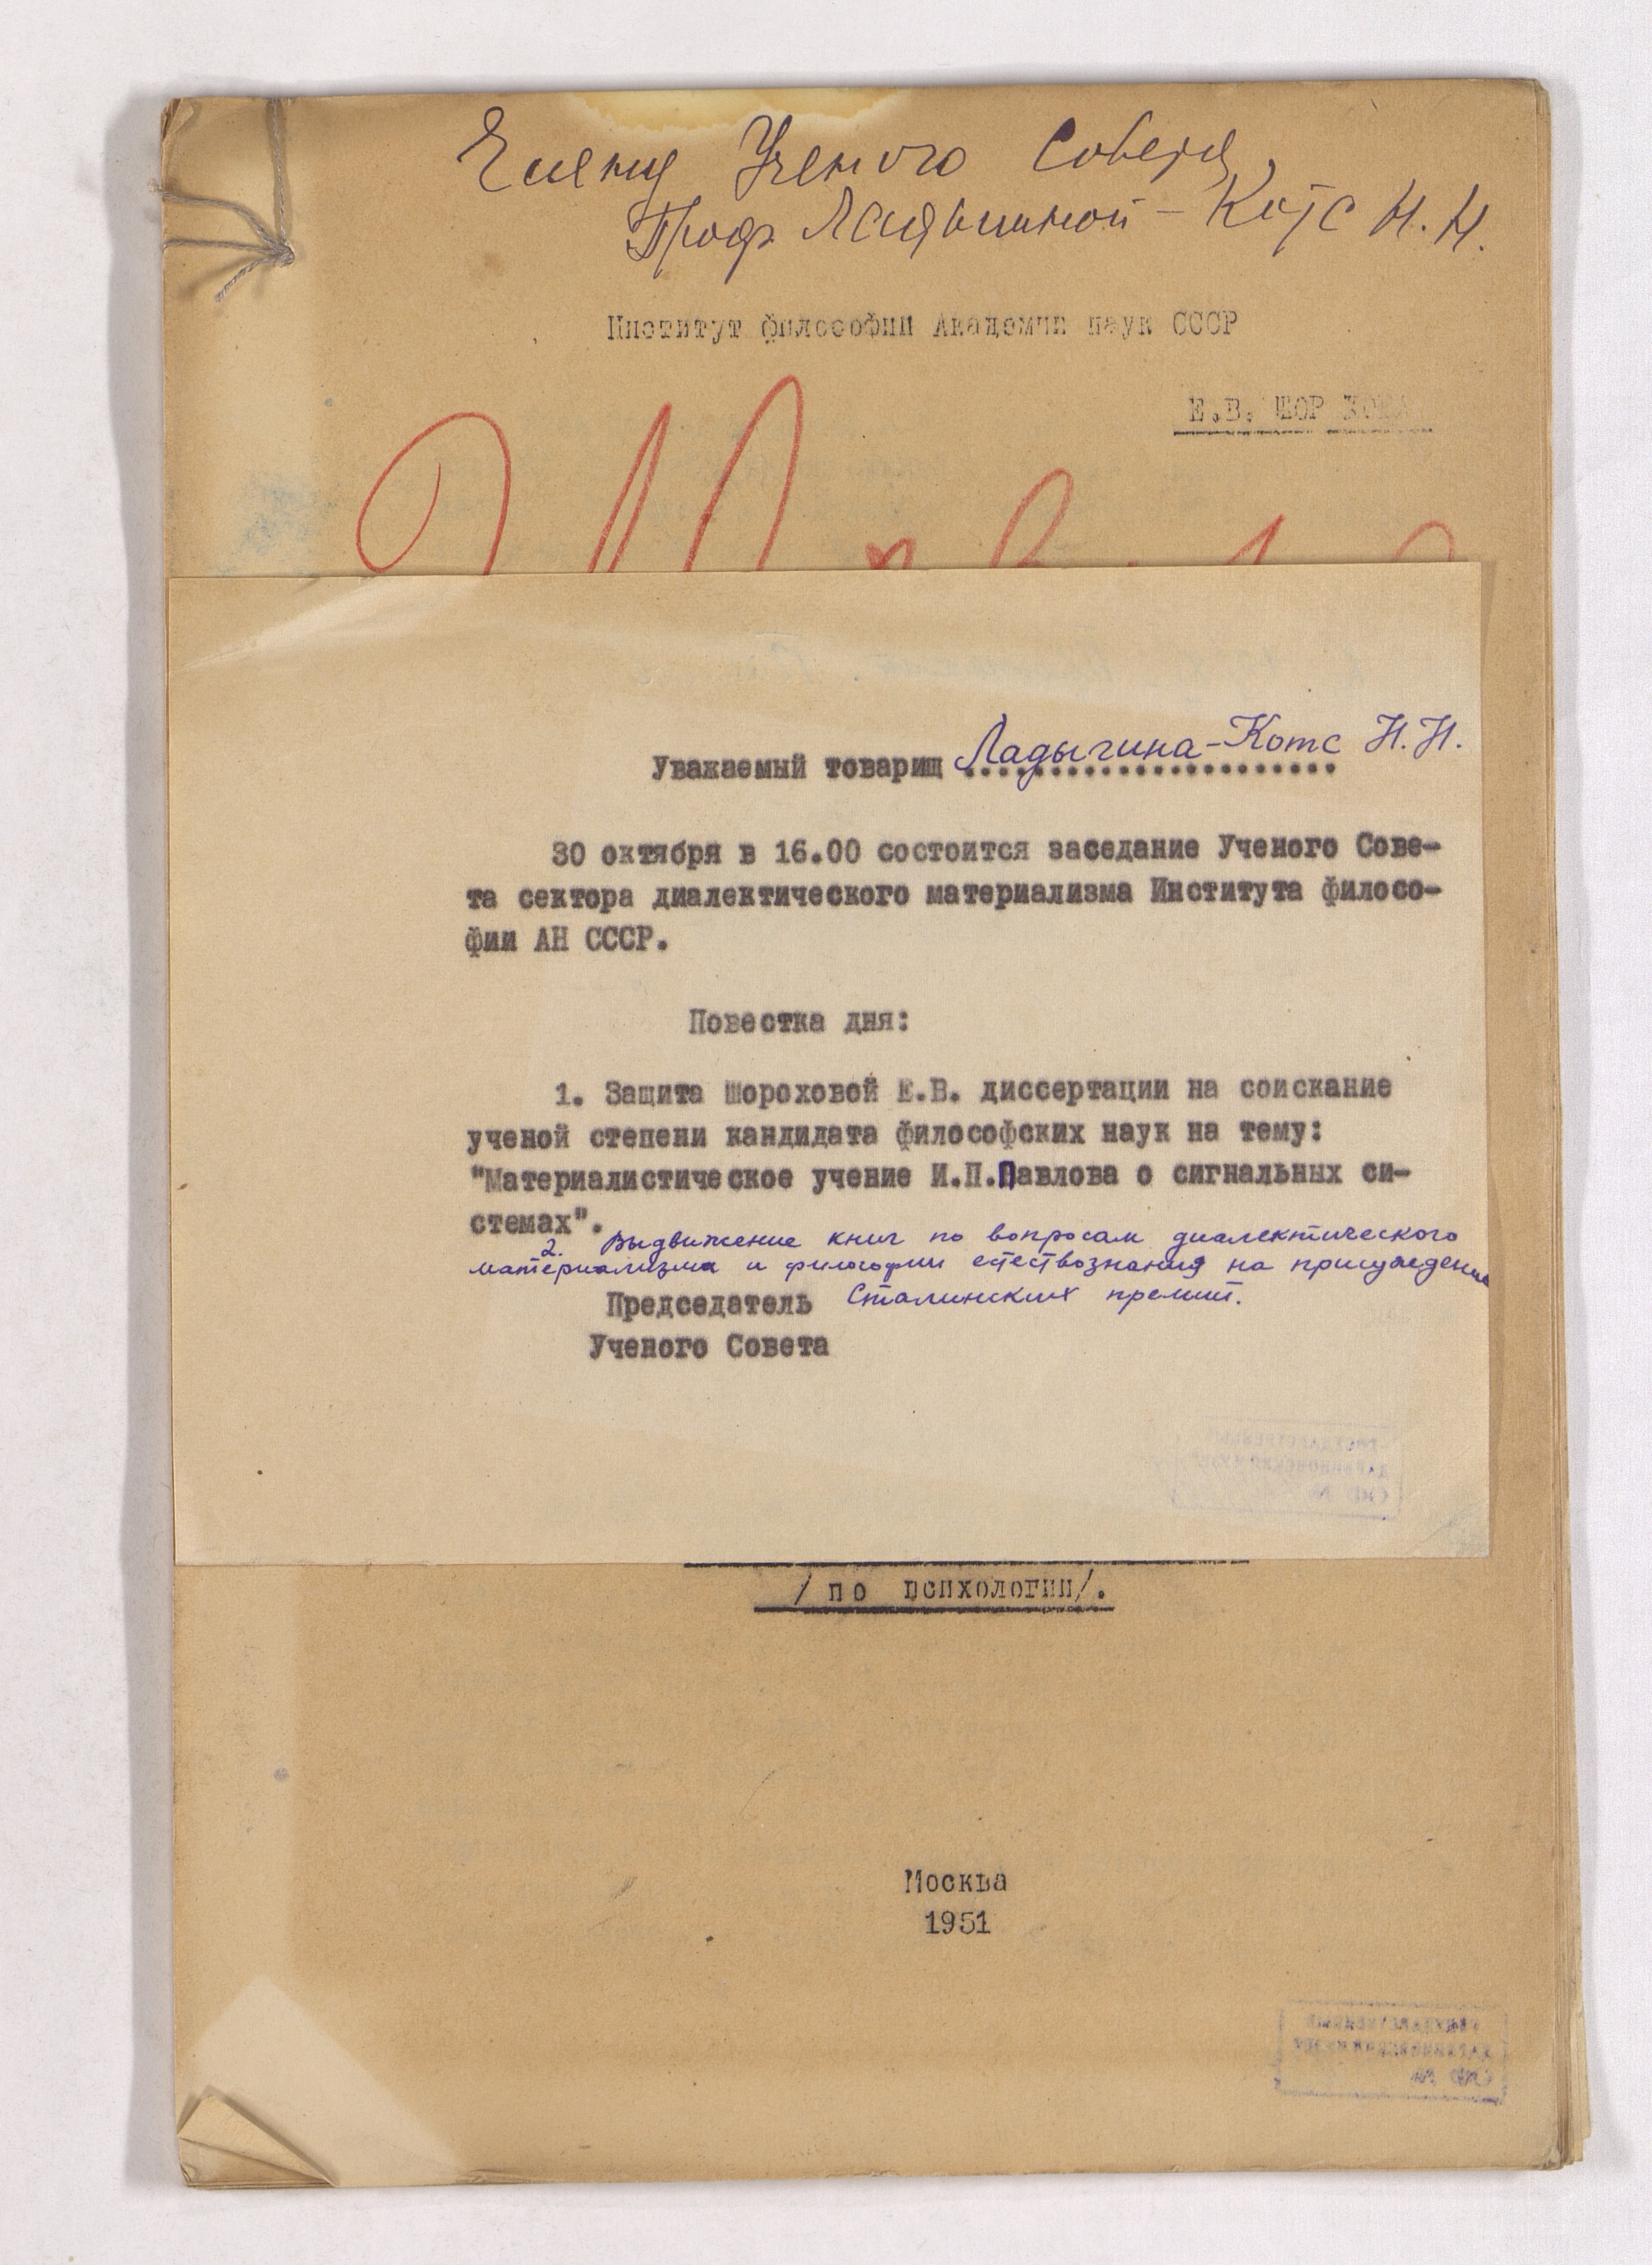 Члену Ученого Совета,
Проф Ладыгиной-Котс Н.Н.
Институт философии Академии наук СССР
Е.В. ШОРОХОВА
Уважаемый товарищ Ладыгина-Котс Н.Н.
30 октября в 16.00 состоится заседание Ученого Сове-
та сектора диалектического материализма Института филосо-
фии АН СССР.
Повестка дня:
1. Защита Шороховой Е.В. диссертации на соискание
ученой степени кандидата философских наук на тему:
"Материалистическое учение И.П.Павлова о сигнальных си-
стемах".
2. Выдвижение книг по вопросам диалектического
материализма и философии естествознания на присуждение
Сталинских премий.
Председатель
Ученого Совета
/по психологии/.
Москва
1951